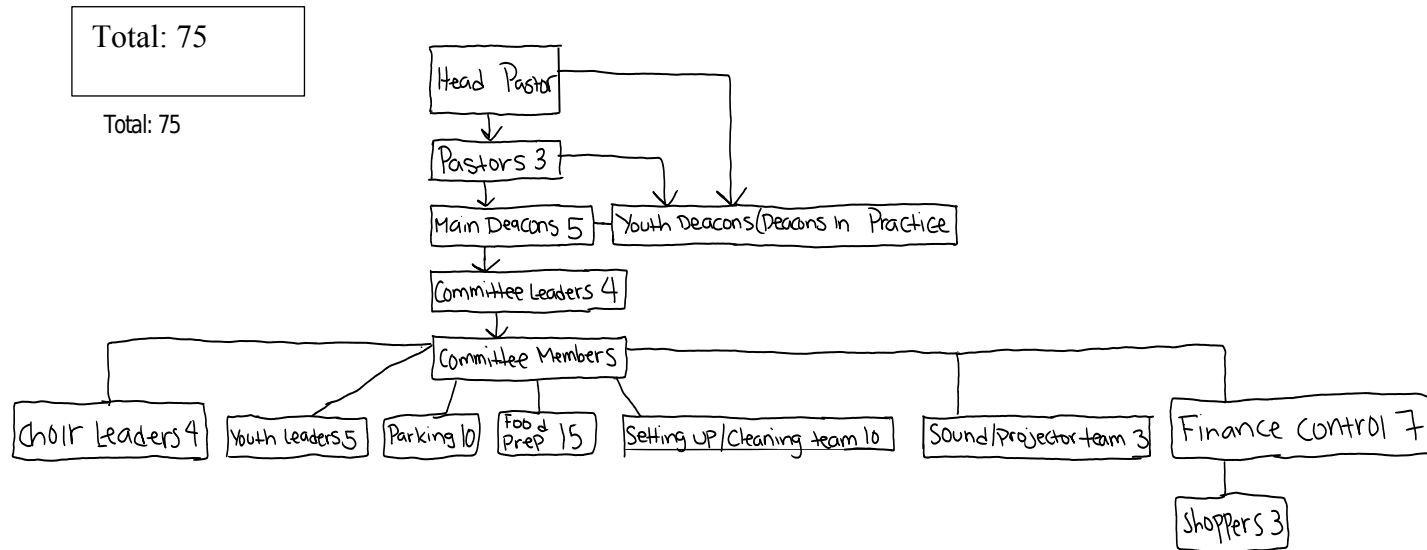 Total: 75
Total: 75
Head Pastor
Pastors 3
Main Deacons 5
Youth Deacons(Deacons In Practice
Committee Leaders 4
Committee Members
Choir Leaders 4
Youth Leaders 5
Parking 10
Food
Prep 15
Setting up/Cleaning team 10
Sound/projector team 3
Finance control 7
Shoppers 3